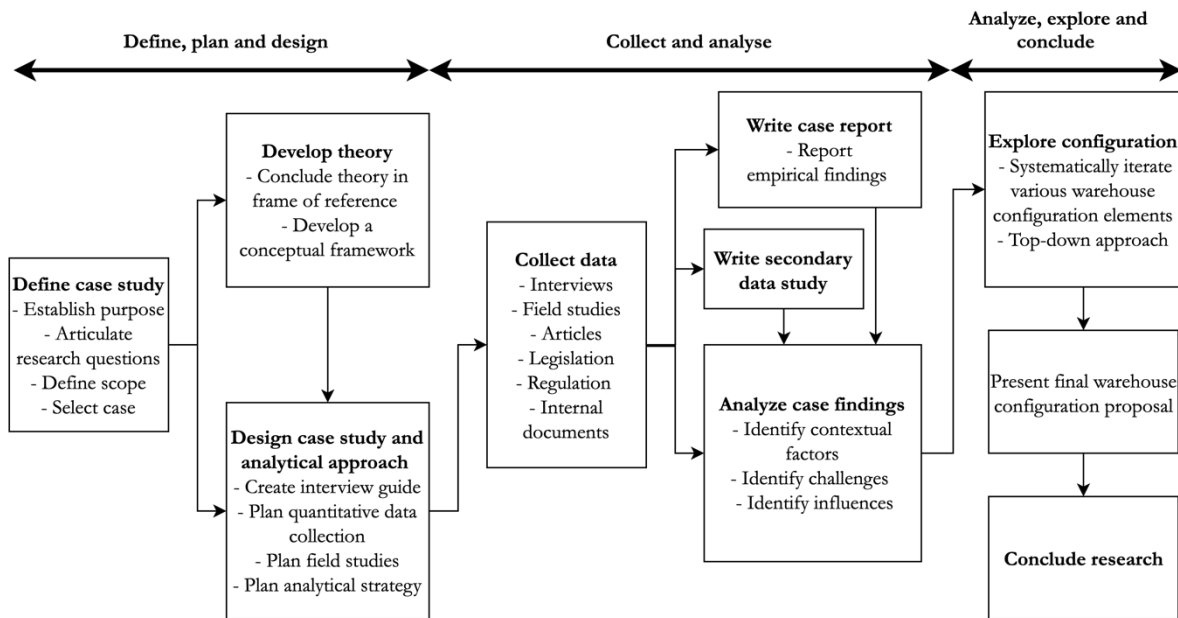 Define, plan and design
Collect and analyse
Analyze, explore and
conclude
Define case study
- Establish purpose
- Articulate
research questions
- Define scope
- Select case
Develop theory
- Conclude theory in
frame of reference
- Develop a
conceptual framework
Design case study and
analytical approach
- Create interview guide
- Plan quantitative data
collection
- Plan field studies
- Plan analytical strategy
Collect data
- Interviews
- Field studies
- Articles
- Legislation
- Regulation
- Internal
documents
Write case report
- Report
empirical findings
Write secondary
data study
Analyze case findings
- Identify contextual
factors
- Identify challenges
- Identify influences
Explore configuration
- Systematically iterate
various warehouse
configuration elements
- Top-down approach
Present final warehouse
configuration proposal
Conclude research